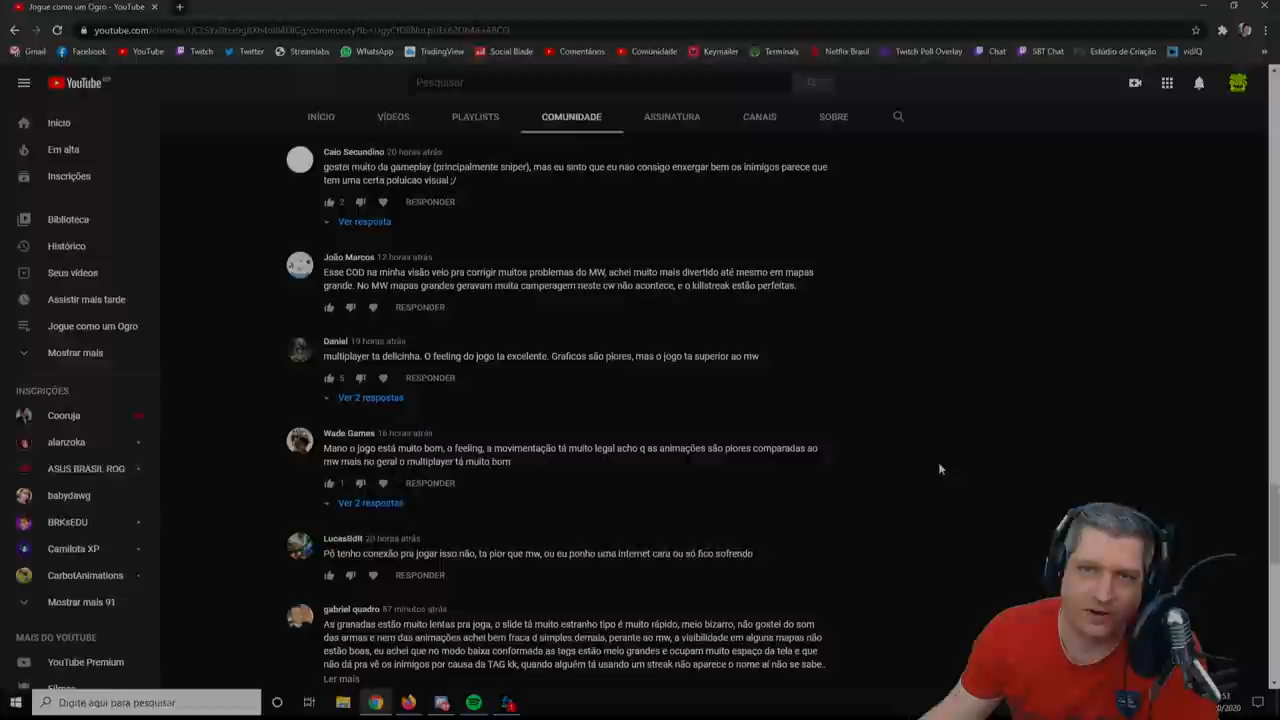 Jogue como um Ogro - YouTube
Gmail Facebook YouTube Twitch Twitter Streamlabs WhatsApp TradingView Social Blade Comentários Comunidade Keymailer Terminals Netflix Brasil Twitch Poll Overlay Chat SBT Chat Estúdio de Criação vidIQ
YouTube
Pesquisar
INÍCIO VÍDEOS PLAYLISTS COMUNIDADE ASSINATURA CANAIS SOBRE
Início
Em alta
Inscrições
Biblioteca
Histórico
Seus vídeos
Assistir mais tarde
Jogue como um Ogro
Mostrar mais
INSCRIÇÕES
Cooruja
alanzoka
ASUS BRASIL ROG
babydawg
BRKsEDU
Camilota XP
CarbotAnimations
Mostrar mais 91
MAIS DO YOUTUBE
YouTube Premium
Filmes
Caio Secundino 20 horas atrás
gostei muito da gameplay (principalmente sniper), mas eu sinto que eu nao consigo enxergar bem os inimigos parece que
tem uma certa poluicao visual ;/
2 RESPONDER
Ver resposta
João Marcos 12 horas atrás
Esse COD na minha visão veio pra corrigir muitos problemas do MW, achei muito mais divertido até mesmo em mapas
grande. No MW mapas grandes geravam muita camperagem neste cw não acontece, e o killstreak estão perfeitas.
RESPONDER
Daniel 19 horas atrás
multiplayer ta delicinha. O feeling do jogo ta excelente. Graficos são piores, mas o jogo ta superior ao mw
5 RESPONDER
Ver 2 respostas
Wade Games 16 horas atrás
Mano o jogo está muito bom, o feeling, a movimentação tá muito legal acho q as animações são piores comparadas ao
mw mais no geral o multiplayer tá muito bom
1 RESPONDER
Ver 2 respostas
LucasBdR 20 horas atrás
Pô tenho conexão pra jogar isso não, ta pior que mw, ou eu ponho uma internet cara ou só fico sofrendo
RESPONDER
gabriel quadro 57 minutos atrás
As granadas estão muito lentas pra joga, o slide tá muito estranho tipo é muito rápido, meio bizarro, não gostei do som
das armas e nem das animações achei bem fraca d simples demais, perante ao mw, a visibilidade em alguns mapas não
estão boas, eu achei que no modo baixa conformada as tags estão meio grandes e ocupam muito espaço da tela e que
não dá pra vê os inimigos por causa da TAG kk, quando alguém tá usando um streak não aparece o nome aí não se sabe..
Ler mais
Digite aqui para pesquisar